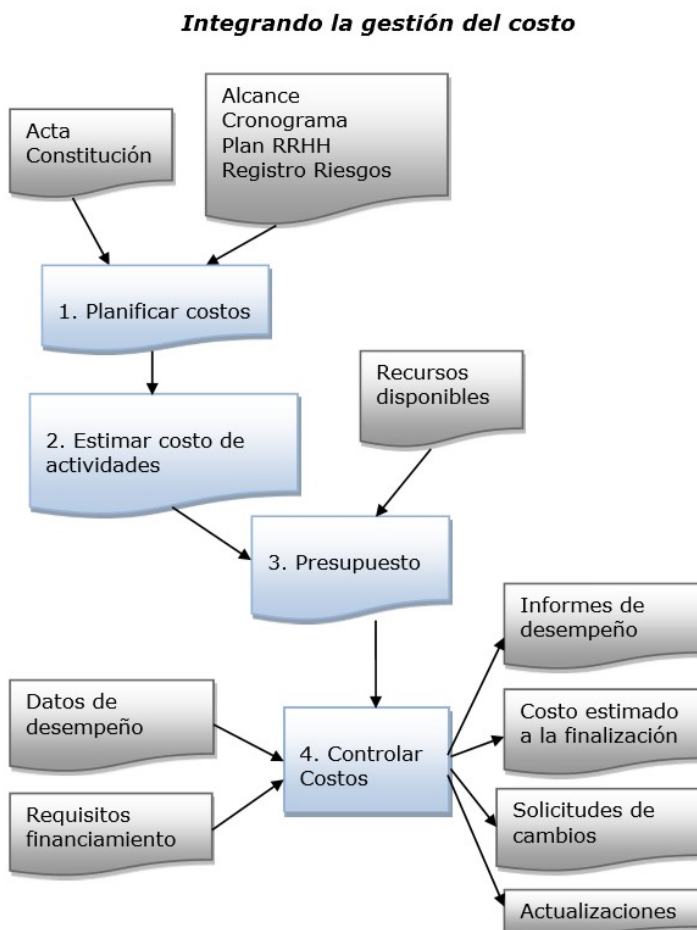 Integrando la gestión del costo
Acta
Constitución
Alcance
Cronograma
Plan RRHH
Registro Riesgos
1. Planificar costos
2. Estimar costo de
actividades
Recursos
disponibles
3. Presupuesto
Datos de
desempeño
Requisitos
financiamiento
4. Controlar
Costos
Informes de
desempeño
Costo estimado
a la finalización
Solicitudes de
cambios
Actualizaciones